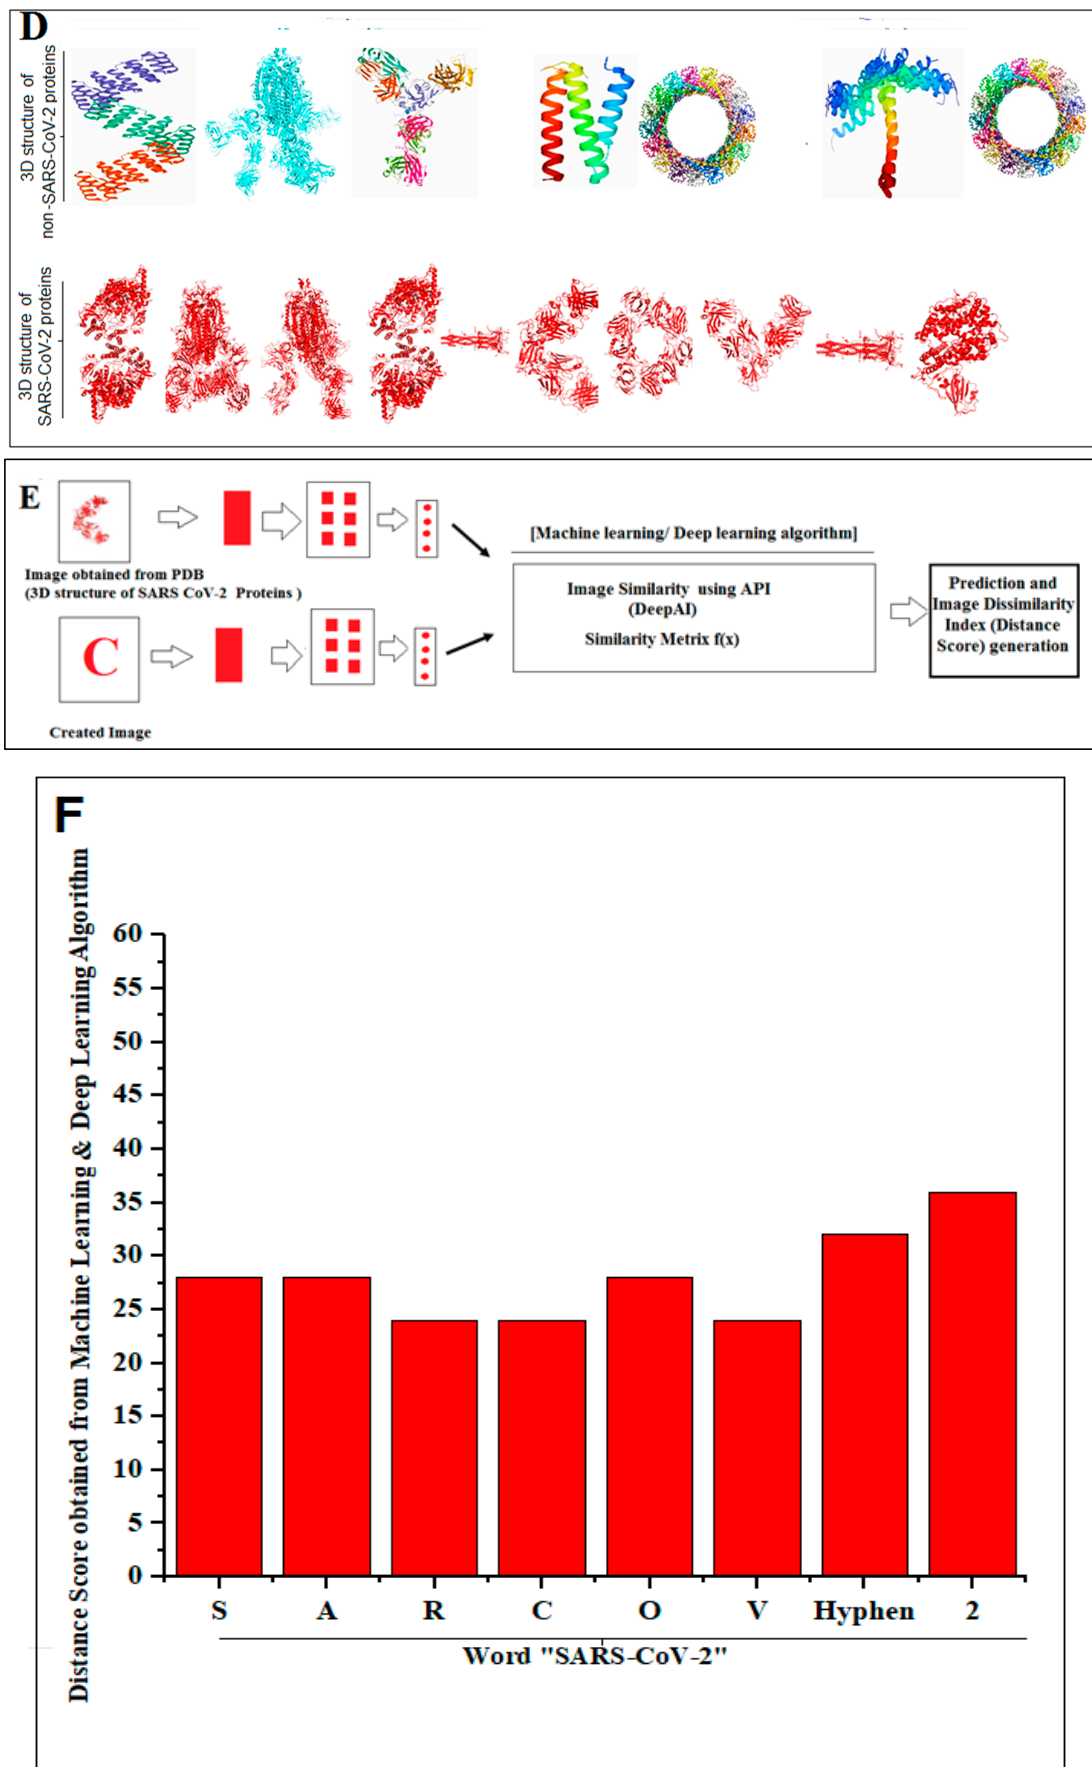 D
3D structure of
non-SARS-CoV-2 proteins
3D structure of
SARS-CoV-2 proteins
E
Image obtained from PDB
(3D structure of SARS CoV-2 Proteins )
C
Created Image
[Machine learning/ Deep learning algorithm]
Image Similarity using API
(DeepAI)
Similarity Metrix f(x)
Prediction and
Image Dissimilarity
Index (Distance
Score) generation
F
Distance Score obtained from Machine Learning & Deep Learning Algorithm
60
55
50
45
40
35
30
25
20
15
10
5
0
S A R C O V Hyphen 2
Word "SARS-CoV-2"